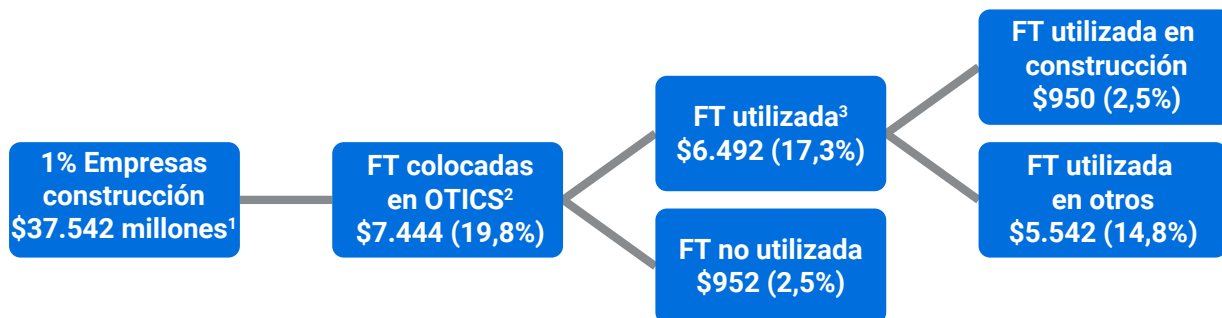 1% Empresas
construcción
$37.542 millones¹
FT colocadas
en OTICS²
$7.444 (19,8%)
FT utilizada³
$6.492 (17,3%)
FT no utilizada
$952 (2,5%)
FT utilizada en
construcción
$950 (2,5%)
FT utilizada
en otros
$5.542 (14,8%)